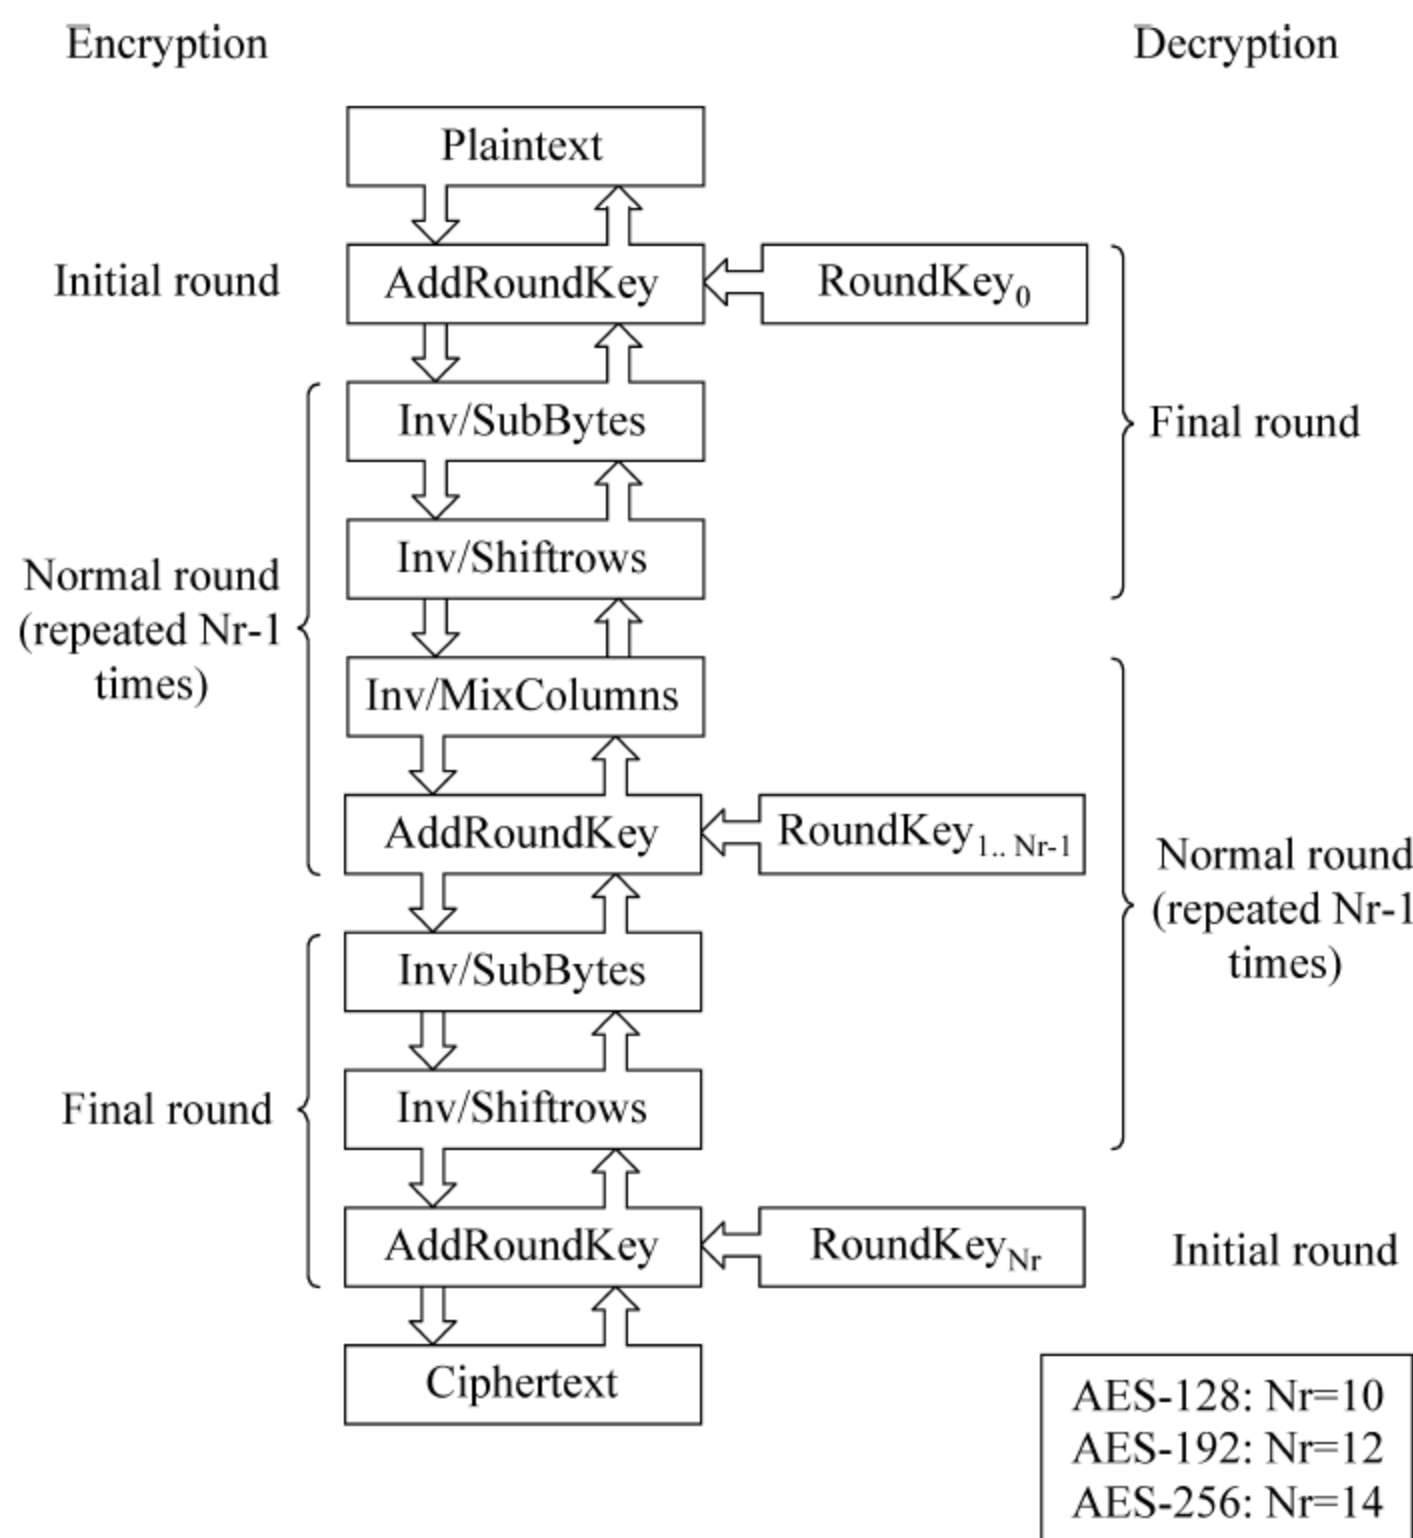 Encryption
Decryption
Plaintext
Initial round
AddRoundKey
RoundKey₀
Inv/SubBytes
Final round
Inv/Shiftrows
Normal round
(repeated Nr-1
times)
Inv/MixColumns
AddRoundKey
RoundKey₁.. Nr-1
Normal round
(repeated Nr-1
times)
Inv/SubBytes
Final round
Inv/Shiftrows
AddRoundKey
RoundKeyNr
Initial round
Ciphertext
AES-128: Nr=10
AES-192: Nr=12
AES-256: Nr=14